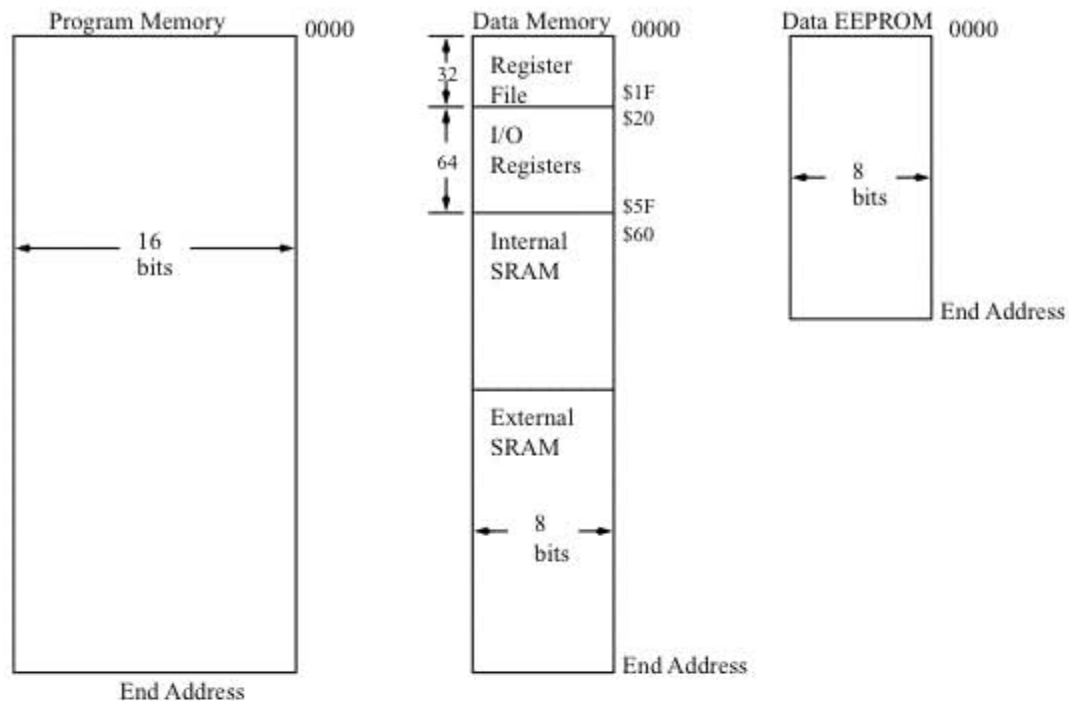 Program Memory
0000
16
bits
End Address
Data Memory
0000
32
Register
File
$1F
$20
64
I/O
Registers
$5F
$60
Internal
SRAM
External
SRAM
8
bits
End Address
Data EEPROM
0000
8
bits
End Address